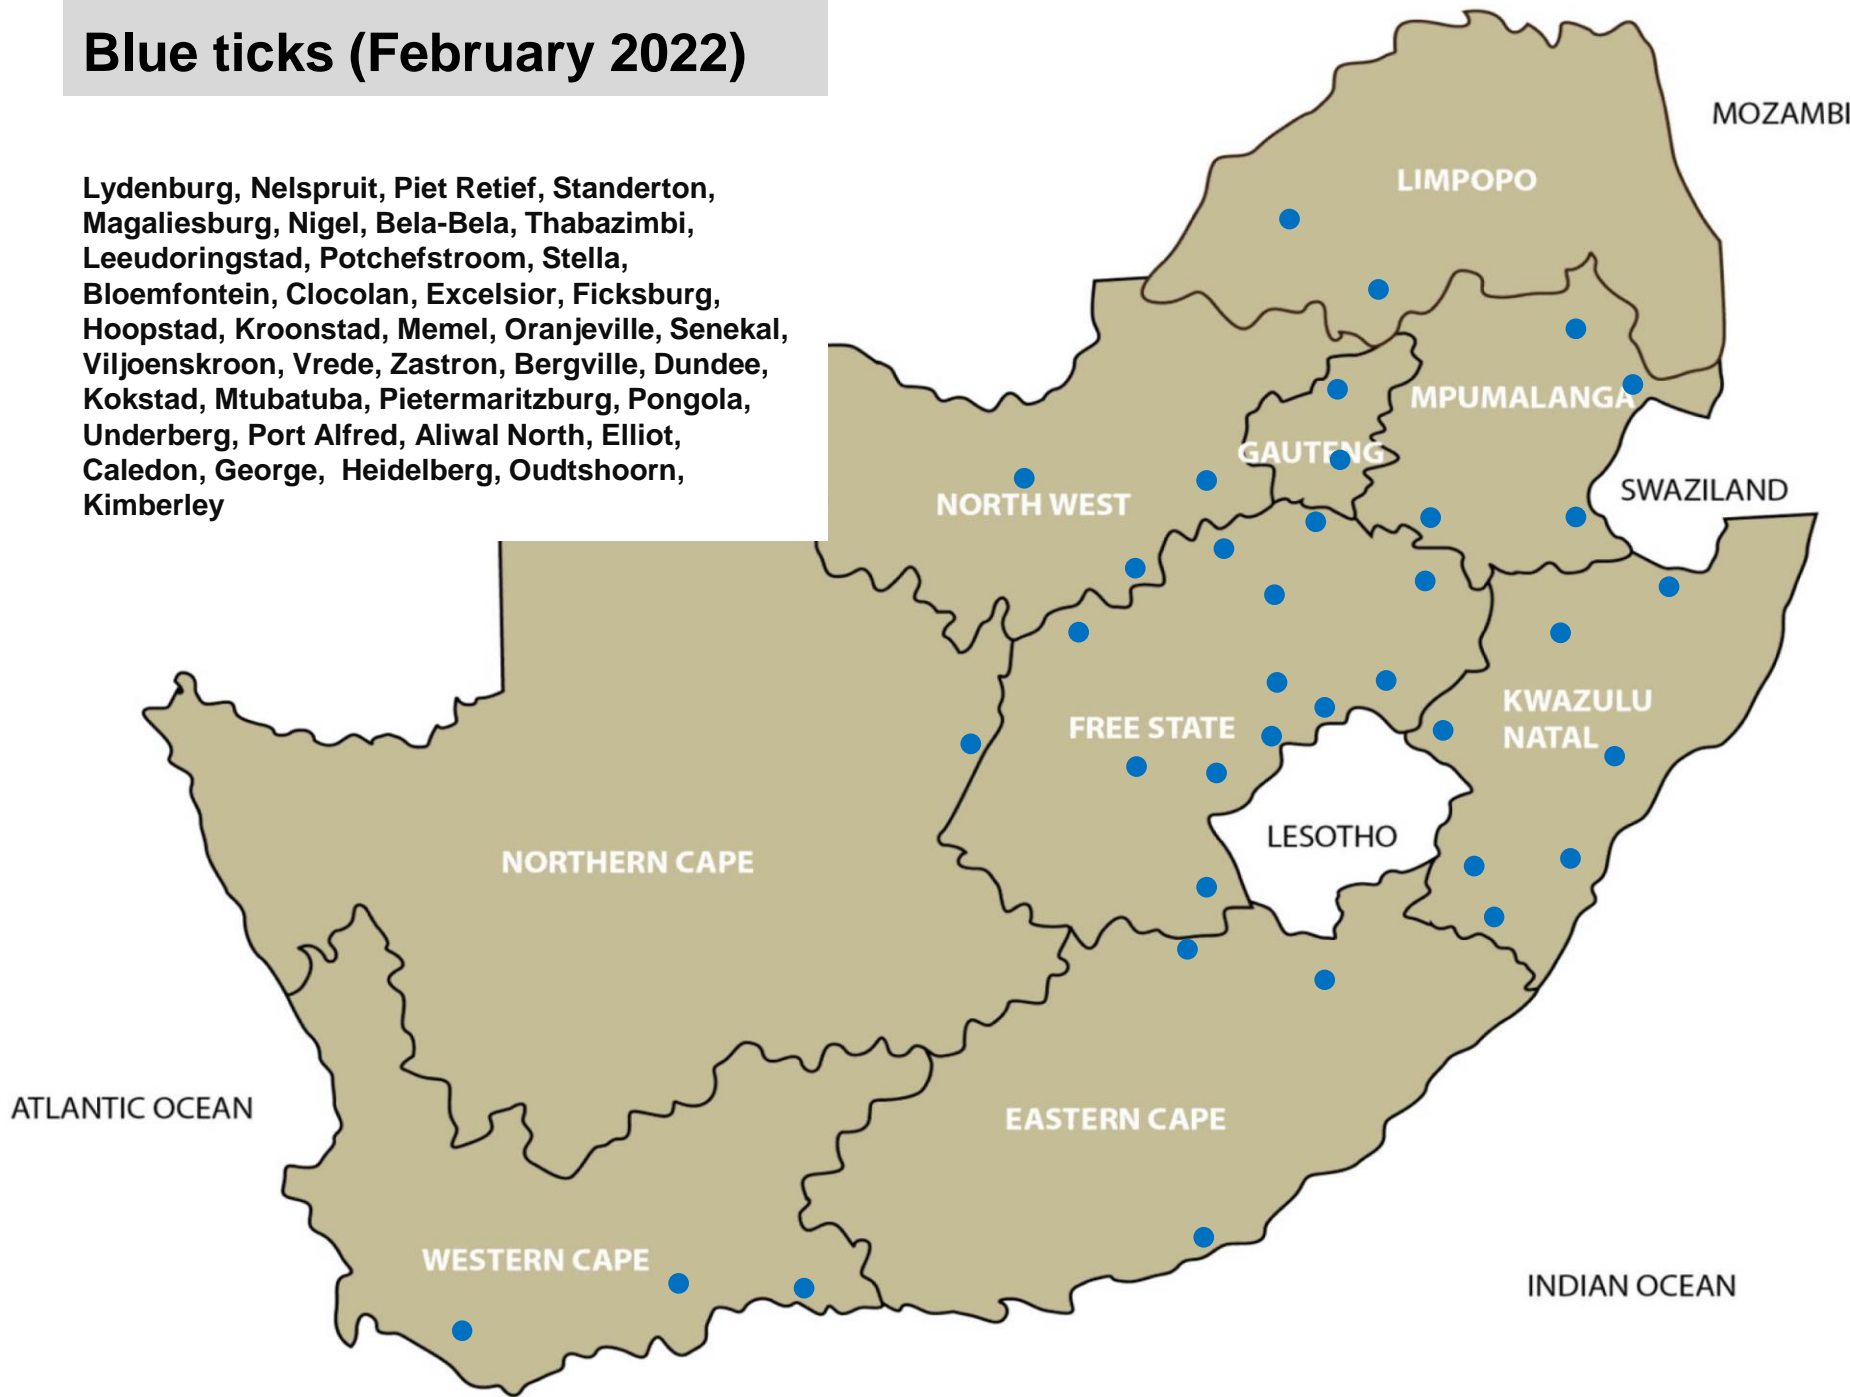 Blue ticks (February 2022)
Lydenburg, Nelspruit, Piet Retief, Standerton,
Magaliesburg, Nigel, Bela-Bela, Thabazimbi,
Leeudoringstad, Potchefstroom, Stella,
Bloemfontein, Clocolan, Excelsior, Ficksburg,
Hoopstad, Kroonstad, Memel, Oranjeville, Senekal,
Viljoenskroon, Vrede, Zastron, Bergville, Dundee,
Kokstad, Mtubatuba, Pietermaritzburg, Pongola,
Underberg, Port Alfred, Aliwal North, Elliot,
Caledon, George,  Heidelberg, Oudtshoorn,
Kimberley
MOZAMBI
LIMPOPO
MPUMALANGA
GAUTENG
SWAZILAND
NORTH WEST
KWAZULU
NATAL
FREE STATE
LESOTHO
NORTHERN CAPE
ATLANTIC OCEAN
EASTERN CAPE
WESTERN CAPE
INDIAN OCEAN